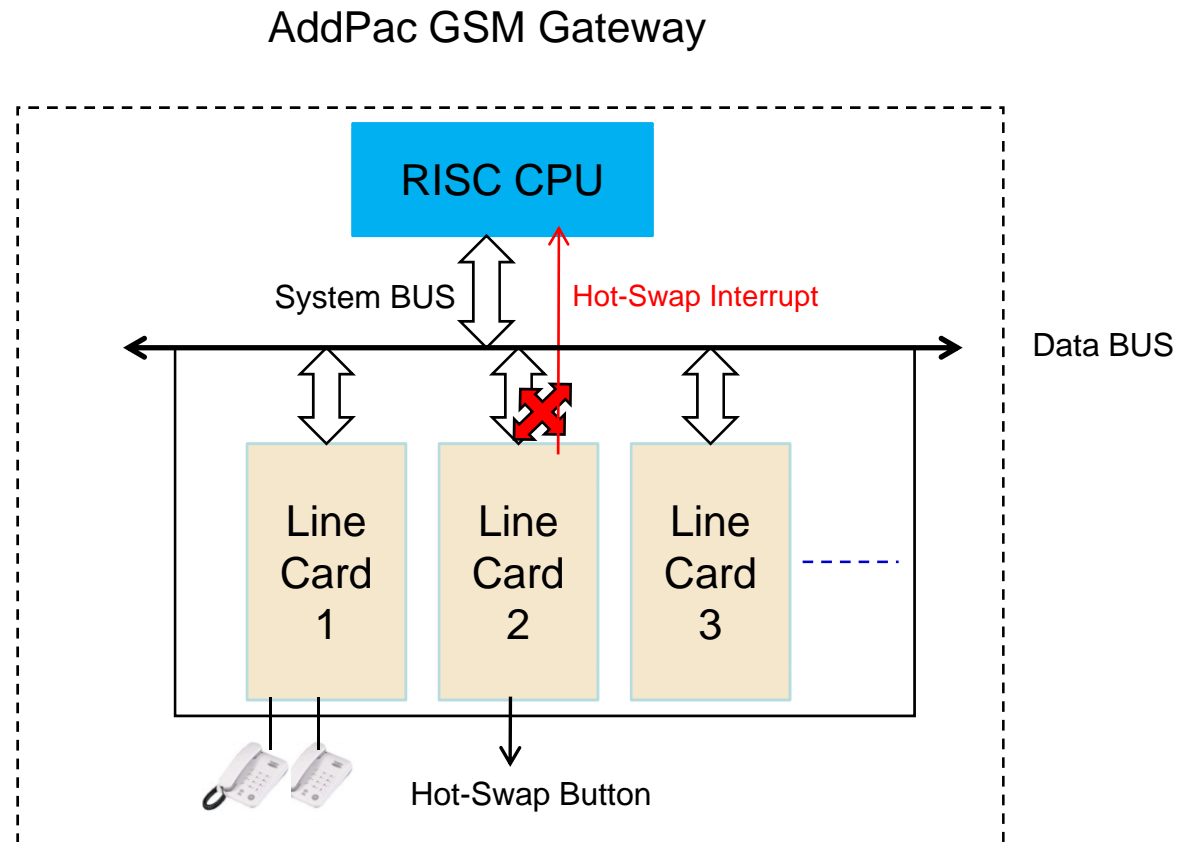 AddPac GSM Gateway
RISC CPU
System BUS
Hot-Swap Interrupt
Data BUS
Line
Card
1
Line
Card
2
Line
Card
3
Hot-Swap Button